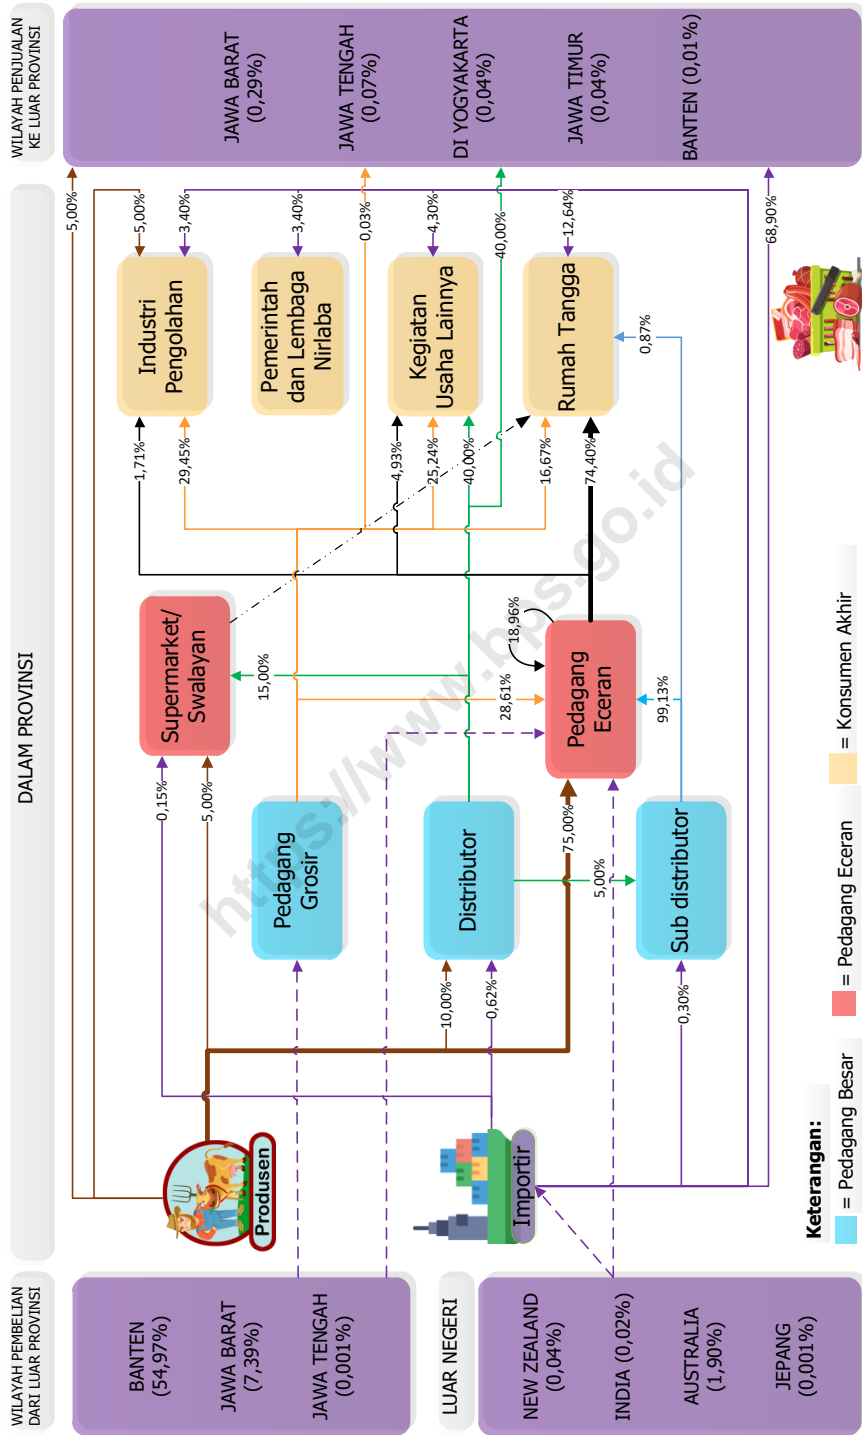 WILAYAH PEMBELIAN
DARI LUAR PROVINSI
DALAM PROVINSI
WILAYAH PENJUALAN
KE LUAR PROVINSI
BANTEN
(54,97%)
JAWA BARAT
(7,39%)
JAWA TENGAH
(0,001%)
LUAR NEGERI
NEW ZEALAND
(0,04%)
INDIA (0,02%)
AUSTRALIA
(1,90%)
JEPANG
(0,001%)
Produsen
Importir
0,15%
5,00%
10,00%
0,62%
75,00%
0,30%
Pedagang
Grosir
Distributor
Sub distributor
5,00%
Supermarket/
Swalayan
15,00%
28,61%
Pedagang
Eceran
18,96%
99,13%
1,71%
29,45%
4,93%
25,24%
40,00%
16,67%
74,40%
0,87%
Industri
Pengolahan
Pemerintah
dan Lembaga
Nirlaba
Kegiatan
Usaha Lainnya
Rumah Tangga
5,00%
5,00%
3,40%
3,40%
0,03%
4,30%
40,00%
12,64%
68,90%
JAWA BARAT
(0,29%)
JAWA TENGAH
(0,07%)
DI YOGYAKARTA
(0,04%)
JAWA TIMUR
(0,04%)
BANTEN (0,01%)
Keterangan:
= Pedagang Besar
= Pedagang Eceran
= Konsumen Akhir
https://www.bps.go.id